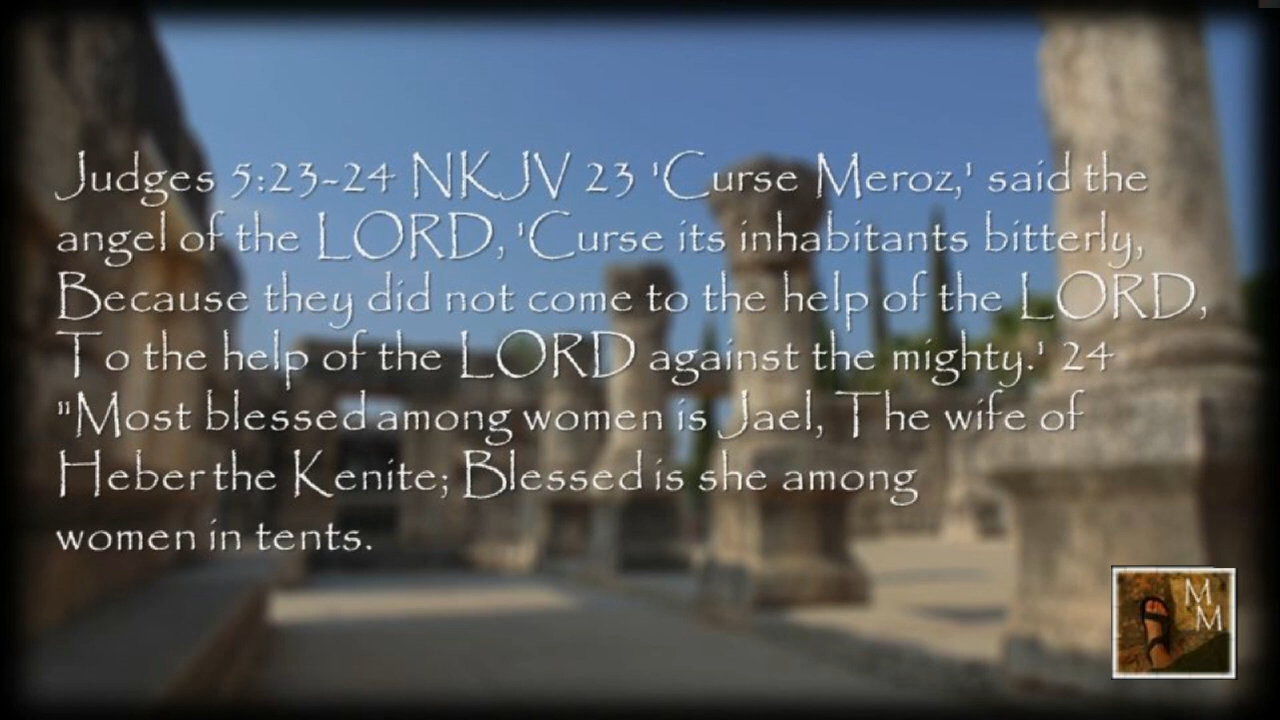 Judges 5:23-24 NKJV 23 'Curse Meroz,' said the
angel of the LORD, 'Curse its inhabitants bitterly,
Because they did not come to the help of the LORD,
To the help of the LORD against the mighty.' 24
"Most blessed among women is Jael, The wife of
Heber the Kenite; Blessed is she among
women in tents.
M
M